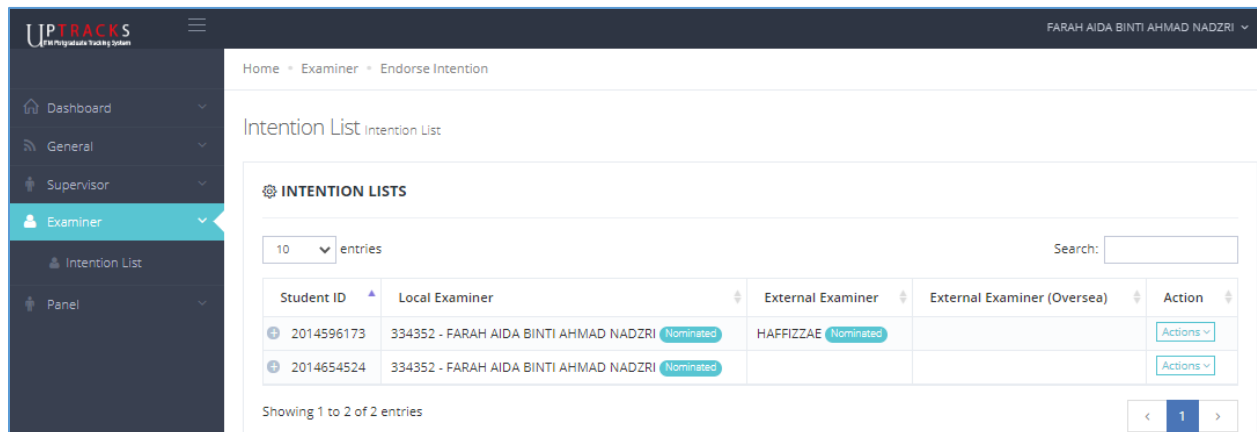 UPTRACKS
FARAH AIDA BINTI AHMAD NADZRI
UiTM Postgraduate Tracking System
Home Examiner Endorse Intention
Dashboard
General
Supervisor
Examiner
Intention List
Panel
Intention List Intention List
INTENTION LISTS
10 entries Search:
Student ID Local Examiner External Examiner External Examiner (Oversea) Action
2014596173 334352 - FARAH AIDA BINTI AHMAD NADZRI Nominated HAFFIZZAE Nominated Actions
2014654524 334352 - FARAH AIDA BINTI AHMAD NADZRI Nominated Actions
Showing 1 to 2 of 2 entries < 1 >